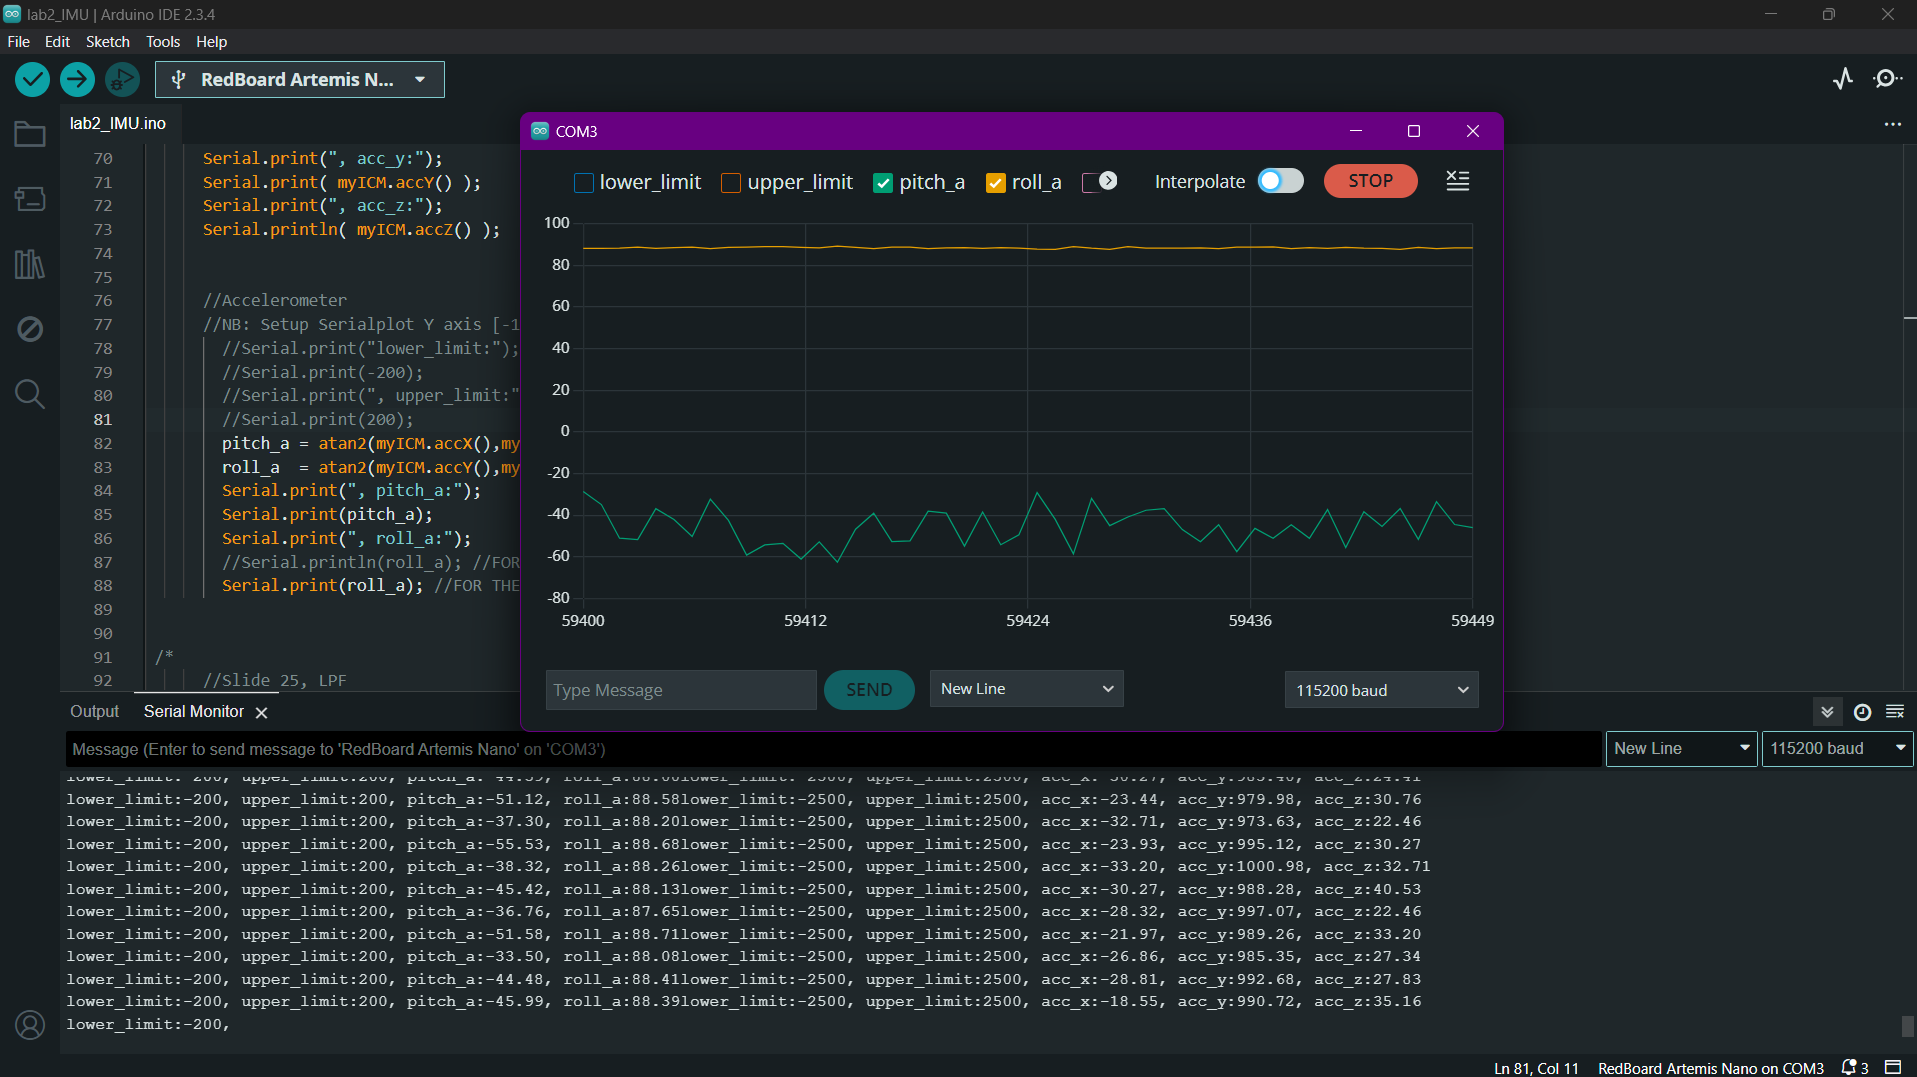 lab2_IMU | Arduino IDE 2.3.4
File Edit Sketch Tools Help
RedBoard Artemis N...
lab2_IMU.ino
70 Serial.print(", acc_y:");
71 Serial.print( myICM.accY() );
72 Serial.print(", acc_z:");
73 Serial.println( myICM.accZ() );
74
75
76 //Accelerometer
77 //NB: Setup Serialplot Y axis [-1
78 //Serial.print("lower_limit:");
79 //Serial.print(-200);
80 //Serial.print(", upper_limit:"
81 //Serial.print(200);
82 pitch_a = atan2(myICM.accX(),my
83 roll_a = atan2(myICM.accY(),my
84 Serial.print(", pitch_a:");
85 Serial.print(pitch_a);
86 Serial.print(", roll_a:");
87 //Serial.println(roll_a); //FOR
88 Serial.print(roll_a); //FOR THE
89
90
91 /*
92 //Slide 25, LPF
COM3
lower_limit upper_limit pitch_a roll_a Interpolate STOP
100
80
60
40
20
0
-20
-40
-60
-80
59400 59412 59424 59436 59449
Type Message SEND New Line 115200 baud
Output Serial Monitor
Message (Enter to send message to 'RedBoard Artemis Nano' on 'COM3') New Line 115200 baud
lower_limit:-200, upper_limit:200, pitch_a:-51.12, roll_a:88.58lower_limit:-2500, upper_limit:2500, acc_x:-23.44, acc_y:979.98, acc_z:30.76
lower_limit:-200, upper_limit:200, pitch_a:-37.30, roll_a:88.20lower_limit:-2500, upper_limit:2500, acc_x:-32.71, acc_y:973.63, acc_z:22.46
lower_limit:-200, upper_limit:200, pitch_a:-55.53, roll_a:88.68lower_limit:-2500, upper_limit:2500, acc_x:-23.93, acc_y:995.12, acc_z:30.27
lower_limit:-200, upper_limit:200, pitch_a:-38.32, roll_a:88.26lower_limit:-2500, upper_limit:2500, acc_x:-33.20, acc_y:1000.98, acc_z:32.71
lower_limit:-200, upper_limit:200, pitch_a:-45.42, roll_a:88.13lower_limit:-2500, upper_limit:2500, acc_x:-30.27, acc_y:988.28, acc_z:40.53
lower_limit:-200, upper_limit:200, pitch_a:-36.76, roll_a:87.65lower_limit:-2500, upper_limit:2500, acc_x:-28.32, acc_y:997.07, acc_z:22.46
lower_limit:-200, upper_limit:200, pitch_a:-51.58, roll_a:88.71lower_limit:-2500, upper_limit:2500, acc_x:-21.97, acc_y:989.26, acc_z:33.20
lower_limit:-200, upper_limit:200, pitch_a:-33.50, roll_a:88.08lower_limit:-2500, upper_limit:2500, acc_x:-26.86, acc_y:985.35, acc_z:27.34
lower_limit:-200, upper_limit:200, pitch_a:-44.48, roll_a:88.41lower_limit:-2500, upper_limit:2500, acc_x:-28.81, acc_y:992.68, acc_z:27.83
lower_limit:-200, upper_limit:200, pitch_a:-45.99, roll_a:88.39lower_limit:-2500, upper_limit:2500, acc_x:-18.55, acc_y:990.72, acc_z:35.16
lower_limit:-200,
Ln 81, Col 11 RedBoard Artemis Nano on COM3 3